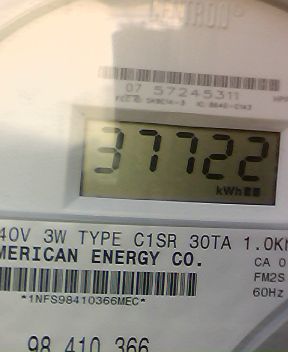 CENTRON®
07 57245311
37722
kWh
40V 3W TYPE C1SR 30TA 1.0K
MERICAN ENERGY CO.
CA 0
FM2S
60Hz
*1NFS98410366MEC*
98 410 366